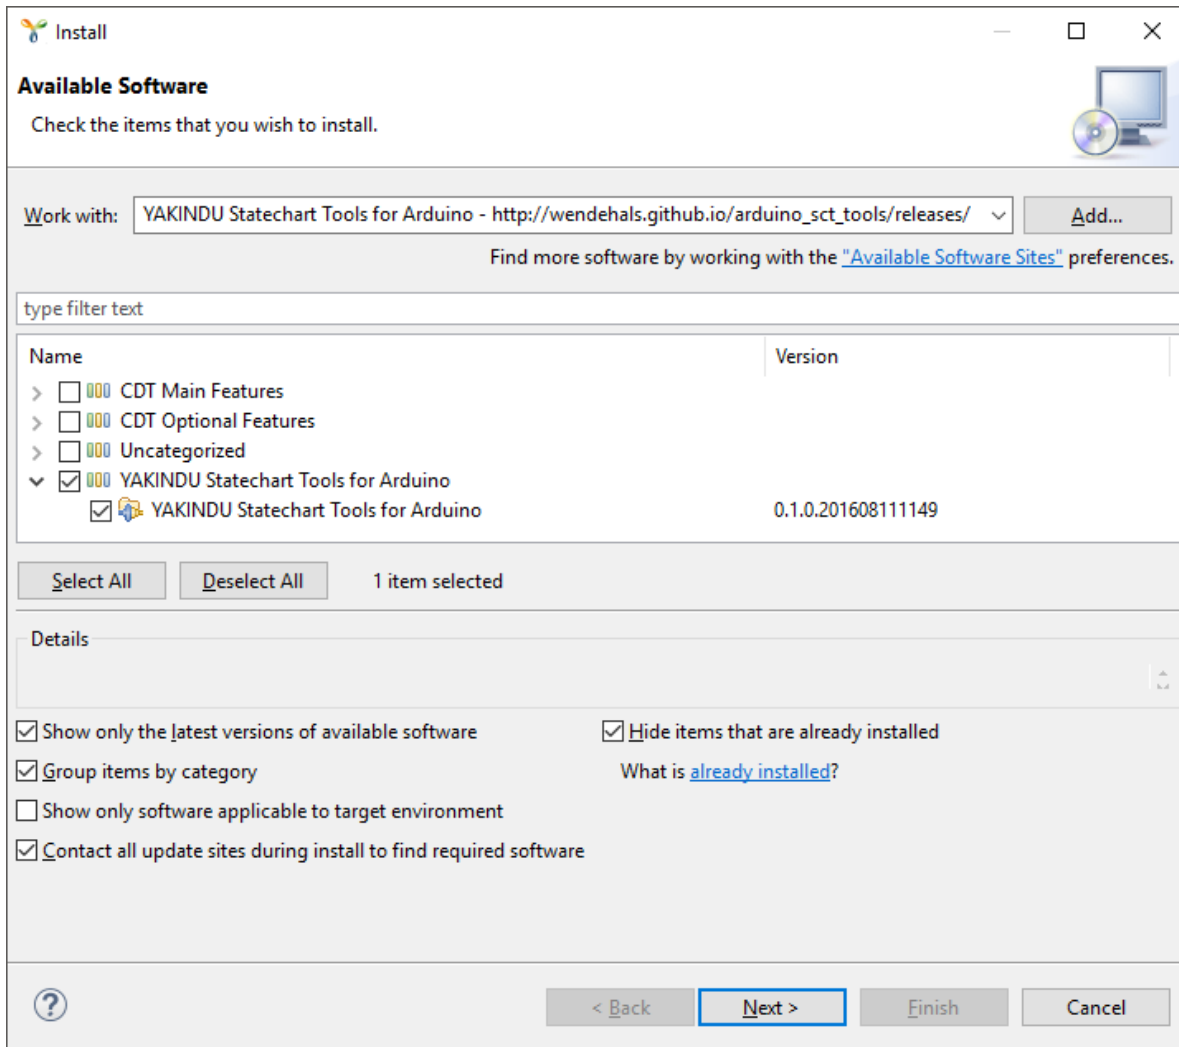 Install
Available Software
Check the items that you wish to install.
Work with: YAKINDU Statechart Tools for Arduino - http://wendehals.github.io/arduino_sct_tools/releases/ Add...
Find more software by working with the "Available Software Sites" preferences.
type filter text
Name Version
CDT Main Features
CDT Optional Features
Uncategorized
YAKINDU Statechart Tools for Arduino
YAKINDU Statechart Tools for Arduino 0.1.0.201608111149
Select All Deselect All 1 item selected
Details
Show only the latest versions of available software Hide items that are already installed
Group items by category What is already installed?
Show only software applicable to target environment
Contact all update sites during install to find required software
? < Back Next > Finish Cancel